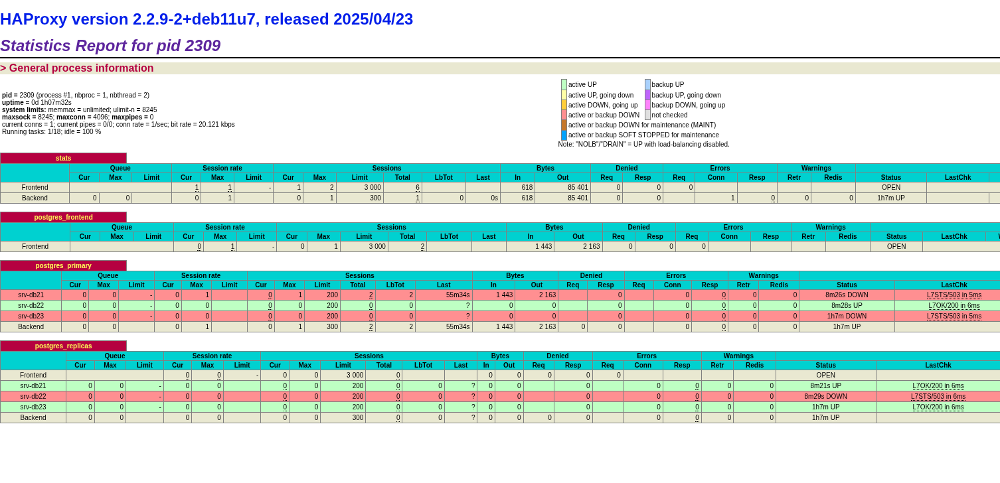 HAProxy version 2.2.9-2+deb11u7, released 2025/04/23
Statistics Report for pid 2309
> General process information
pid = 2309 (process #1, nbproc = 1, nbthread = 2)
uptime = 0d 1h07m32s
system limits: memmax = unlimited; ulimit-n = 8245
maxsock = 8245; maxconn = 4096; maxpipes = 0
current conns = 1; current pipes = 0/0; conn rate = 1/sec; bit rate = 20.121 kbps
Running tasks: 1/18; idle = 100 %
active UP backup UP
active UP, going down backup UP, going down
active DOWN, going up backup DOWN, going up
active or backup DOWN not checked
active or backup DOWN for maintenance (MAINT)
active or backup SOFT STOPPED for maintenance
Note: "NOLB"/"DRAIN" = UP with load-balancing disabled.
stats
Queue Session rate Sessions Bytes Denied Errors Warnings
Cur Max Limit Cur Max Limit Cur Max Limit Total LbTot Last In Out Req Resp Req Conn Resp Retr Redis Status LastChk
Frontend 1 1 - 1 2 3 000 6 618 85 401 0 0 0 OPEN
Backend 0 0 0 1 0 1 300 1 0 0s 618 85 401 0 0 1 0 0 0 1h7m UP
postgres_frontend
Queue Session rate Sessions Bytes Denied Errors Warnings
Cur Max Limit Cur Max Limit Cur Max Limit Total LbTot Last In Out Req Resp Req Conn Resp Retr Redis Status LastChk
Frontend 0 1 - 0 1 3 000 2 1 443 2 163 0 0 0 OPEN
postgres_primary
Queue Session rate Sessions Bytes Denied Errors Warnings
Cur Max Limit Cur Max Limit Cur Max Limit Total LbTot Last In Out Req Resp Req Conn Resp Retr Redis Status LastChk
srv-db21 0 0 - 0 1 0 1 200 2 2 55m34s 1 443 2 163 0 0 0 0 0 8m26s DOWN L7STS/503 in 5ms
srv-db22 0 0 - 0 0 0 0 200 0 0 ? 0 0 0 0 0 0 0 8m28s UP L7OK/200 in 6ms
srv-db23 0 0 - 0 0 0 0 200 0 0 ? 0 0 0 0 0 0 0 1h7m DOWN L7STS/503 in 5ms
Backend 0 0 0 1 0 1 300 2 2 55m34s 1 443 2 163 0 0 0 0 0 0 1h7m UP
postgres_replicas
Queue Session rate Sessions Bytes Denied Errors Warnings
Cur Max Limit Cur Max Limit Cur Max Limit Total LbTot Last In Out Req Resp Req Conn Resp Retr Redis Status LastChk
Frontend 0 0 - 0 0 3 000 0 0 0 0 0 0 OPEN
srv-db21 0 0 - 0 0 0 0 200 0 0 ? 0 0 0 0 0 0 0 8m21s UP L7OK/200 in 6ms
srv-db22 0 0 - 0 0 0 0 200 0 0 ? 0 0 0 0 0 0 0 8m29s DOWN L7STS/503 in 6ms
srv-db23 0 0 - 0 0 0 0 200 0 0 ? 0 0 0 0 0 0 0 1h7m UP L7OK/200 in 6ms
Backend 0 0 0 0 0 0 300 0 0 ? 0 0 0 0 0 0 0 0 1h7m UP